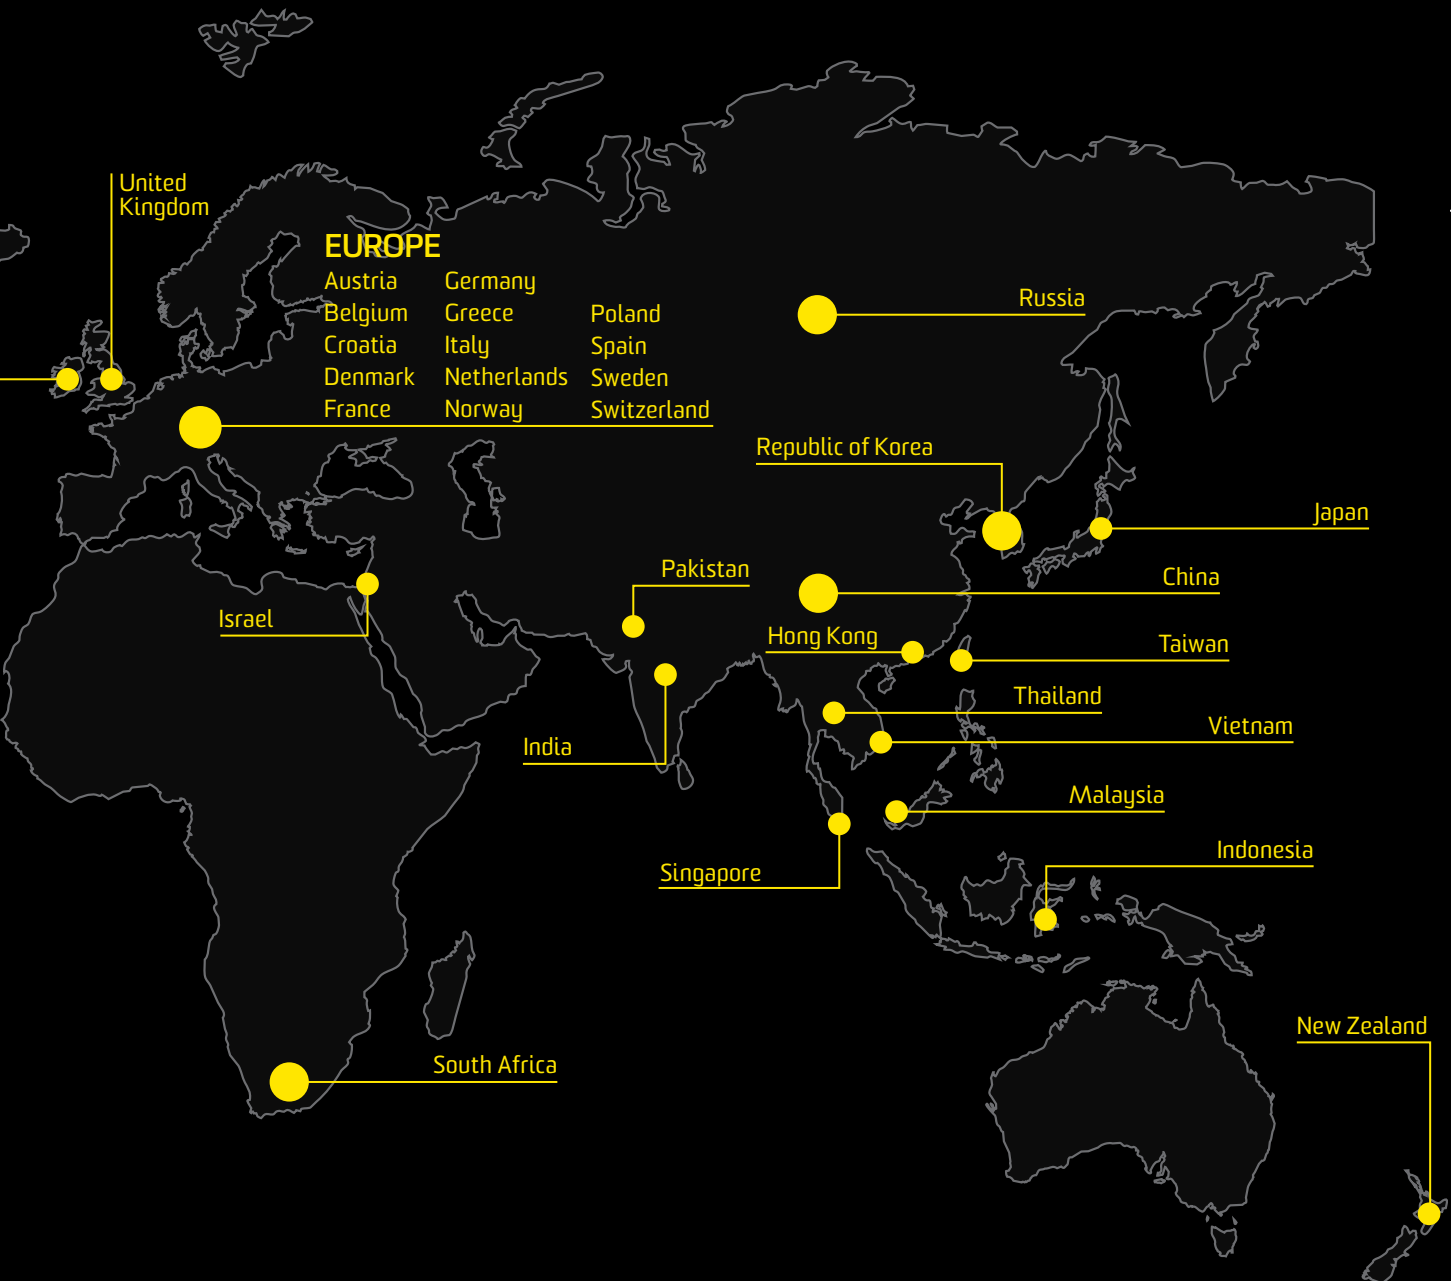 United
Kingdom
EUROPE
Austria
Belgium
Croatia
Denmark
France
Germany
Greece
Italy
Netherlands
Norway
Poland
Spain
Sweden
Switzerland
Russia
Republic of Korea
Japan
Pakistan
China
Israel
Hong Kong
Taiwan
Thailand
Vietnam
India
Malaysia
Indonesia
Singapore
New Zealand
South Africa